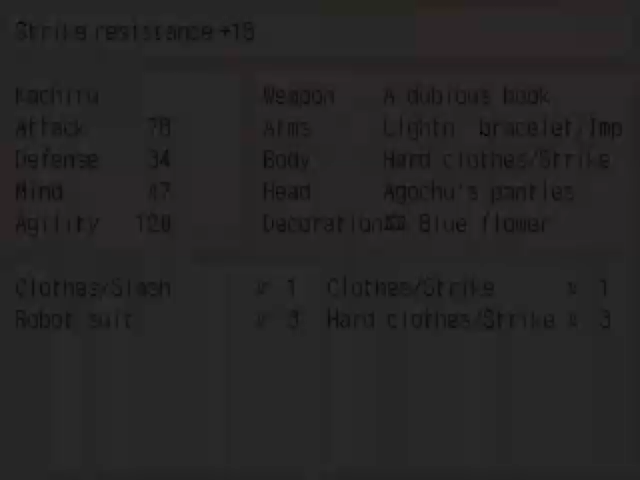 Strike resistance +18
Kachiru
Weapon A dubious book
Attack 78 Arms Lightn. bracelet/Imp
Defense 34 Body Hard clothes/Strike
Mind 47 Head Agochu's panties
Agility 120 Decoration Blue flower
Clothes/Slash 1 Clothes/Strike 1
Robot suit 3 Hard clothes/Strike 3